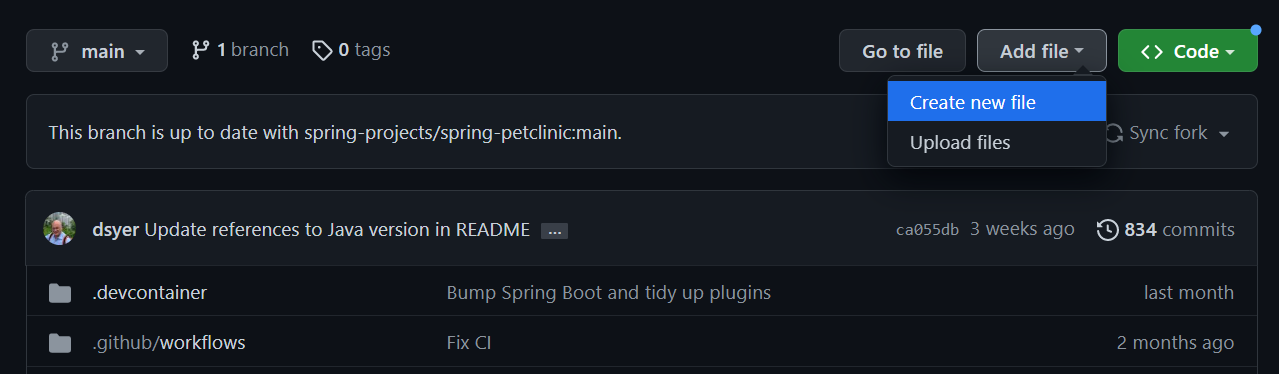 main 1 branch 0 tags Go to file Add file <> Code
Create new file
This branch is up to date with spring-projects/spring-petclinic:main. Sync fork
Upload files
dsyer Update references to Java version in README ... ca055db 3 weeks ago 834 commits
.devcontainer Bump Spring Boot and tidy up plugins last month
.github/workflows Fix CI 2 months ago